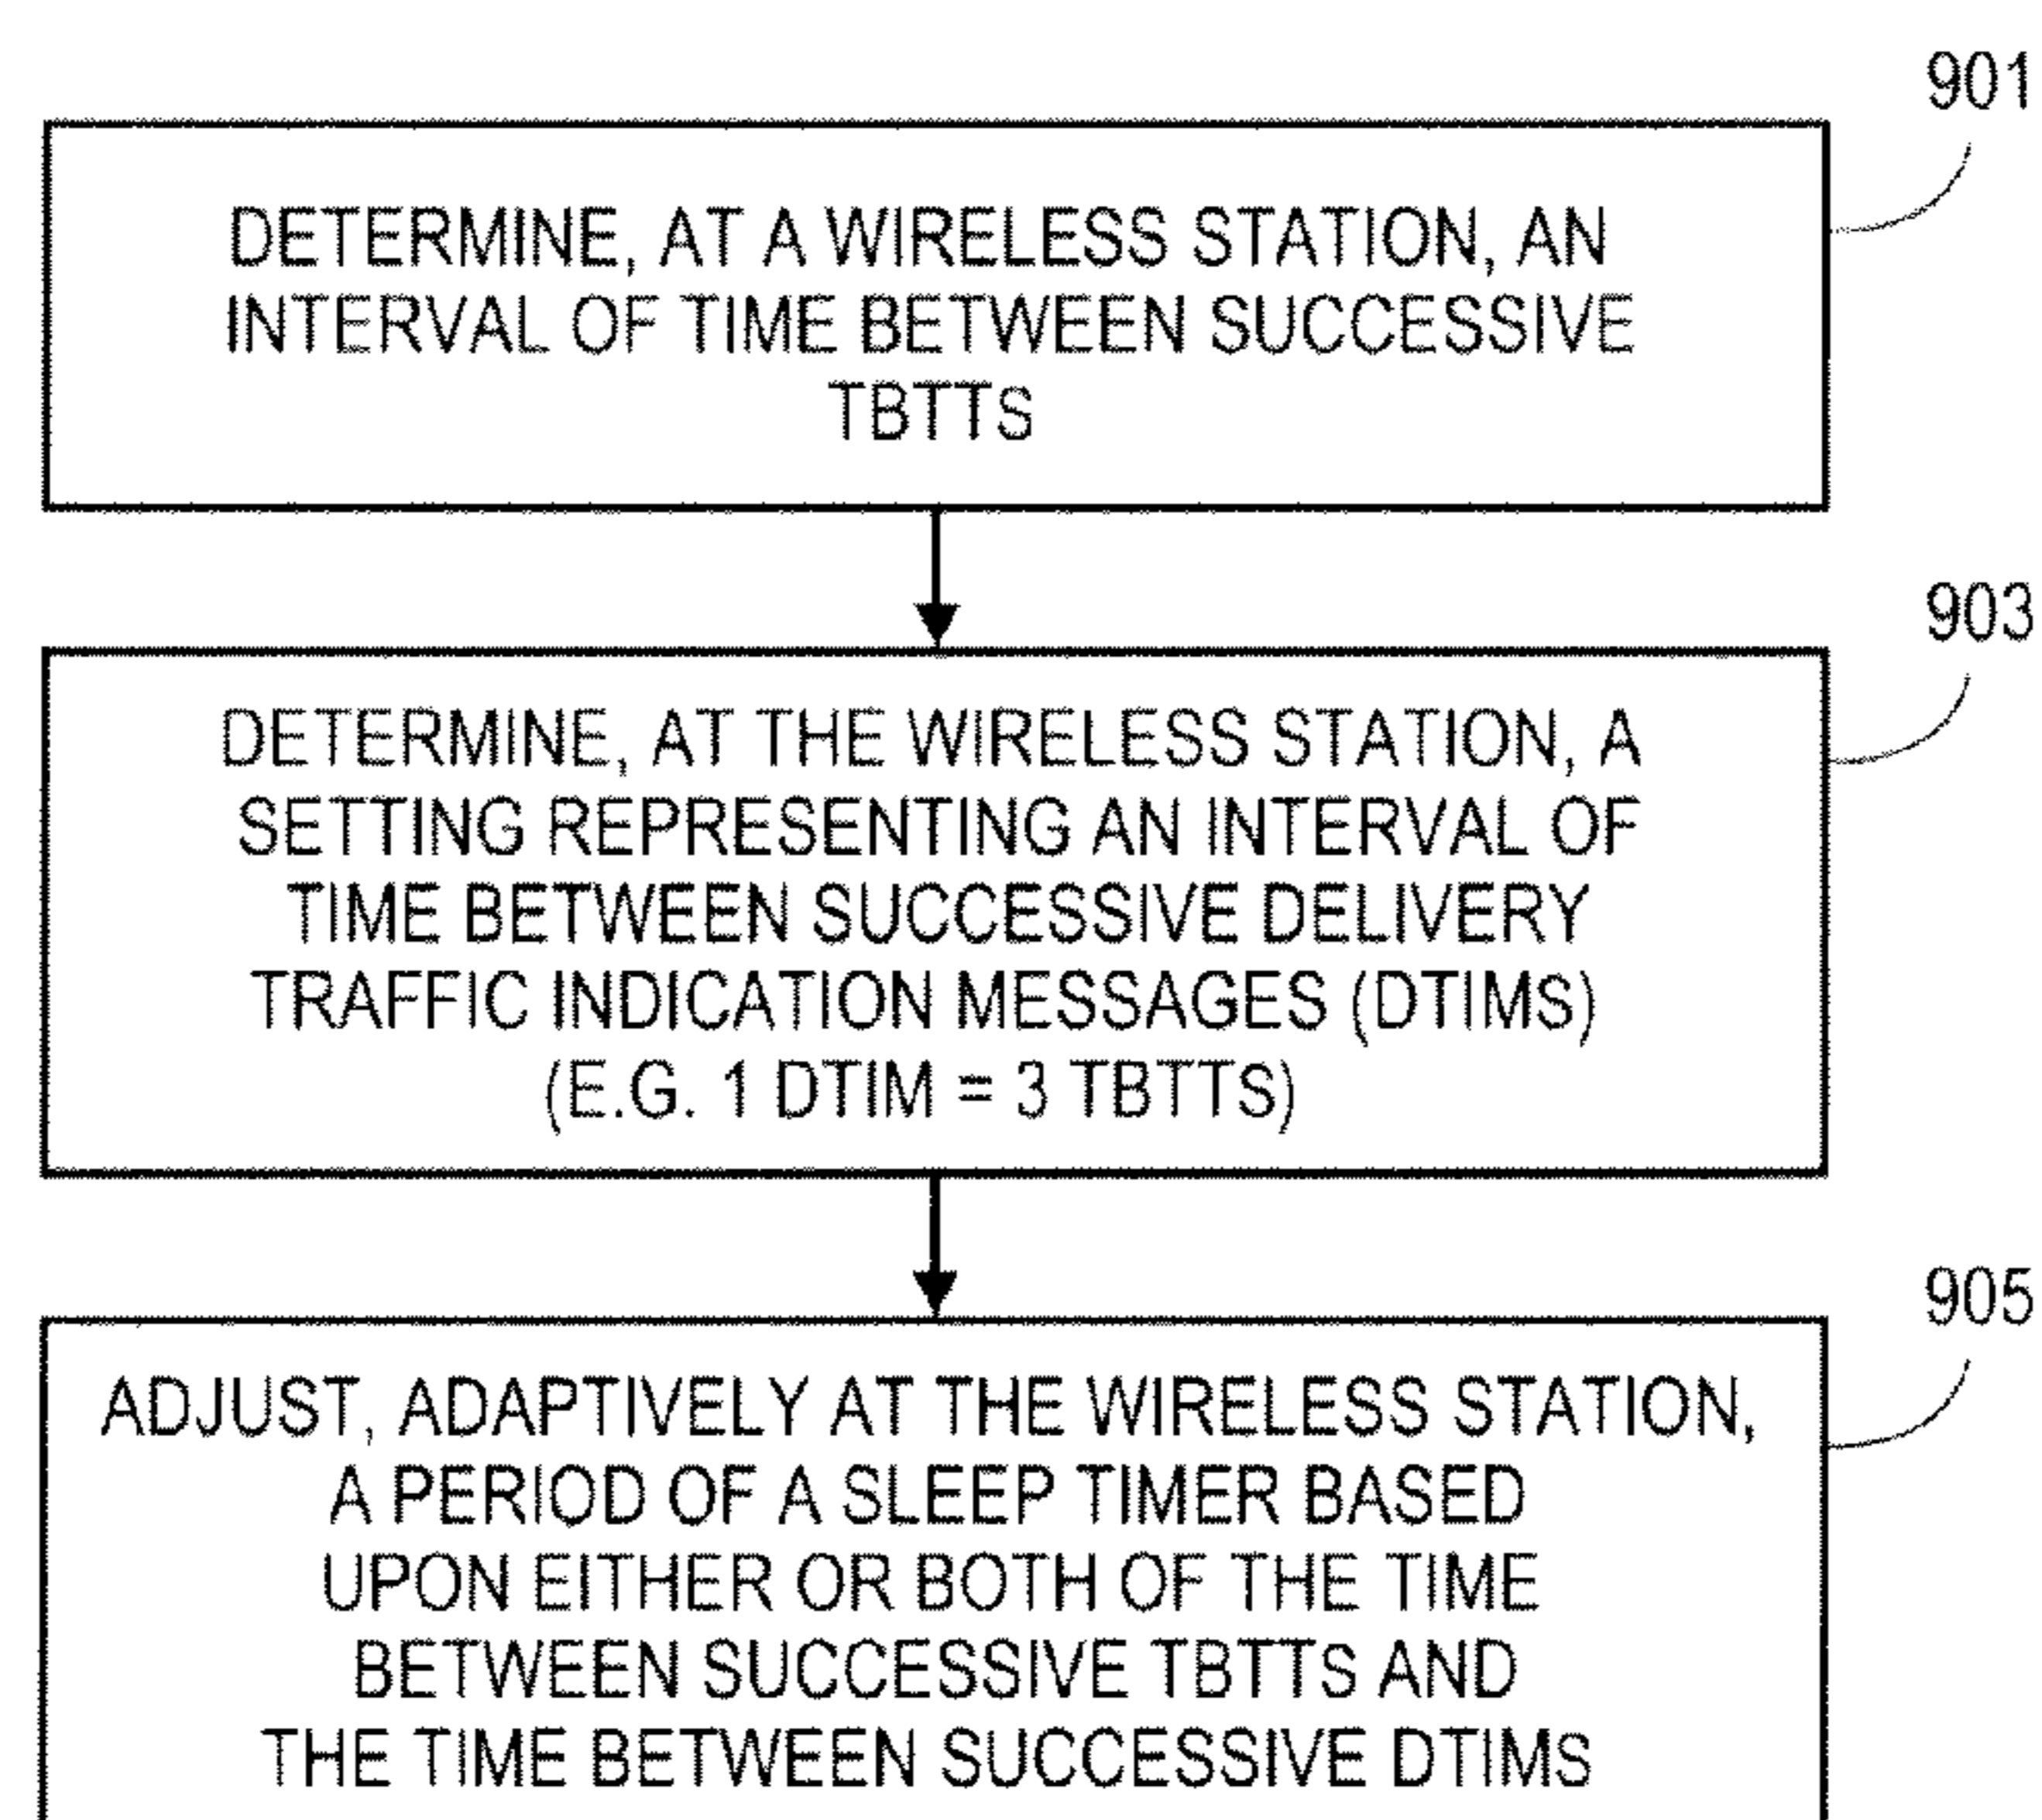 901
DETERMINE, AT A WIRELESS STATION, AN
INTERVAL OF TIME BETWEEN SUCCESSIVE
TBTTS
903
DETERMINE, AT THE WIRELESS STATION, A
SETTING REPRESENTING AN INTERVAL OF
TIME BETWEEN SUCCESSIVE DELIVERY
TRAFFIC INDICATION MESSAGES (DTIMS)
(E.G. 1 DTIM = 3 TBTTS)
905
ADJUST, ADAPTIVELY AT THE WIRELESS STATION,
A PERIOD OF A SLEEP TIMER BASED
UPON EITHER OR BOTH OF THE TIME
BETWEEN SUCCESSIVE TBTTS AND
THE TIME BETWEEN SUCCESSIVE DTIMS